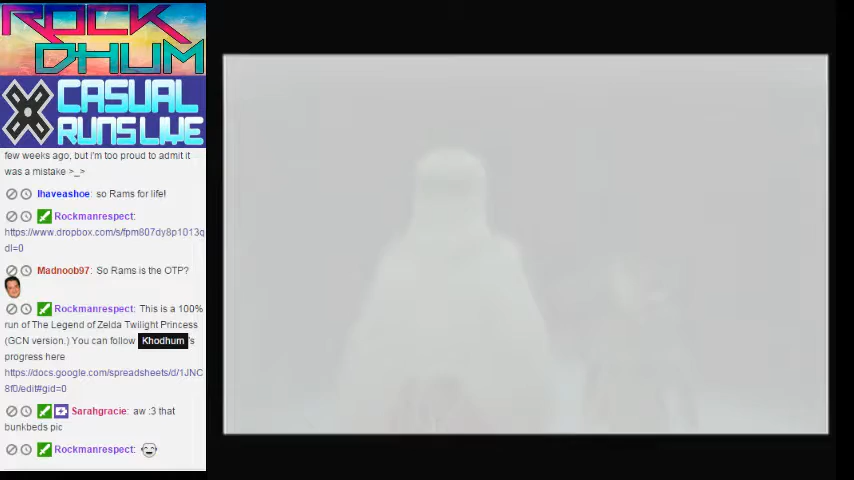 ROCK
DHUM
CASUAL
RUNS LIVE
few weeks ago, but i'm too proud to admit it
was a mistake >_>
Ihaveashoe: so Rams for life!
Rockmanrespect:
https://www.dropbox.com/s/fpm807dy8p1013q
dl=0
Madnoob97: So Rams is the OTP?
Rockmanrespect: This is a 100%
run of The Legend of Zelda Twilight Princess
(GCN version.) You can follow Khodhum 's
progress here
https://docs.google.com/spreadsheets/d/1JNC
8f0/edit#gid=0
Sarahgracie: aw :3 that
bunkbeds pic
Rockmanrespect: